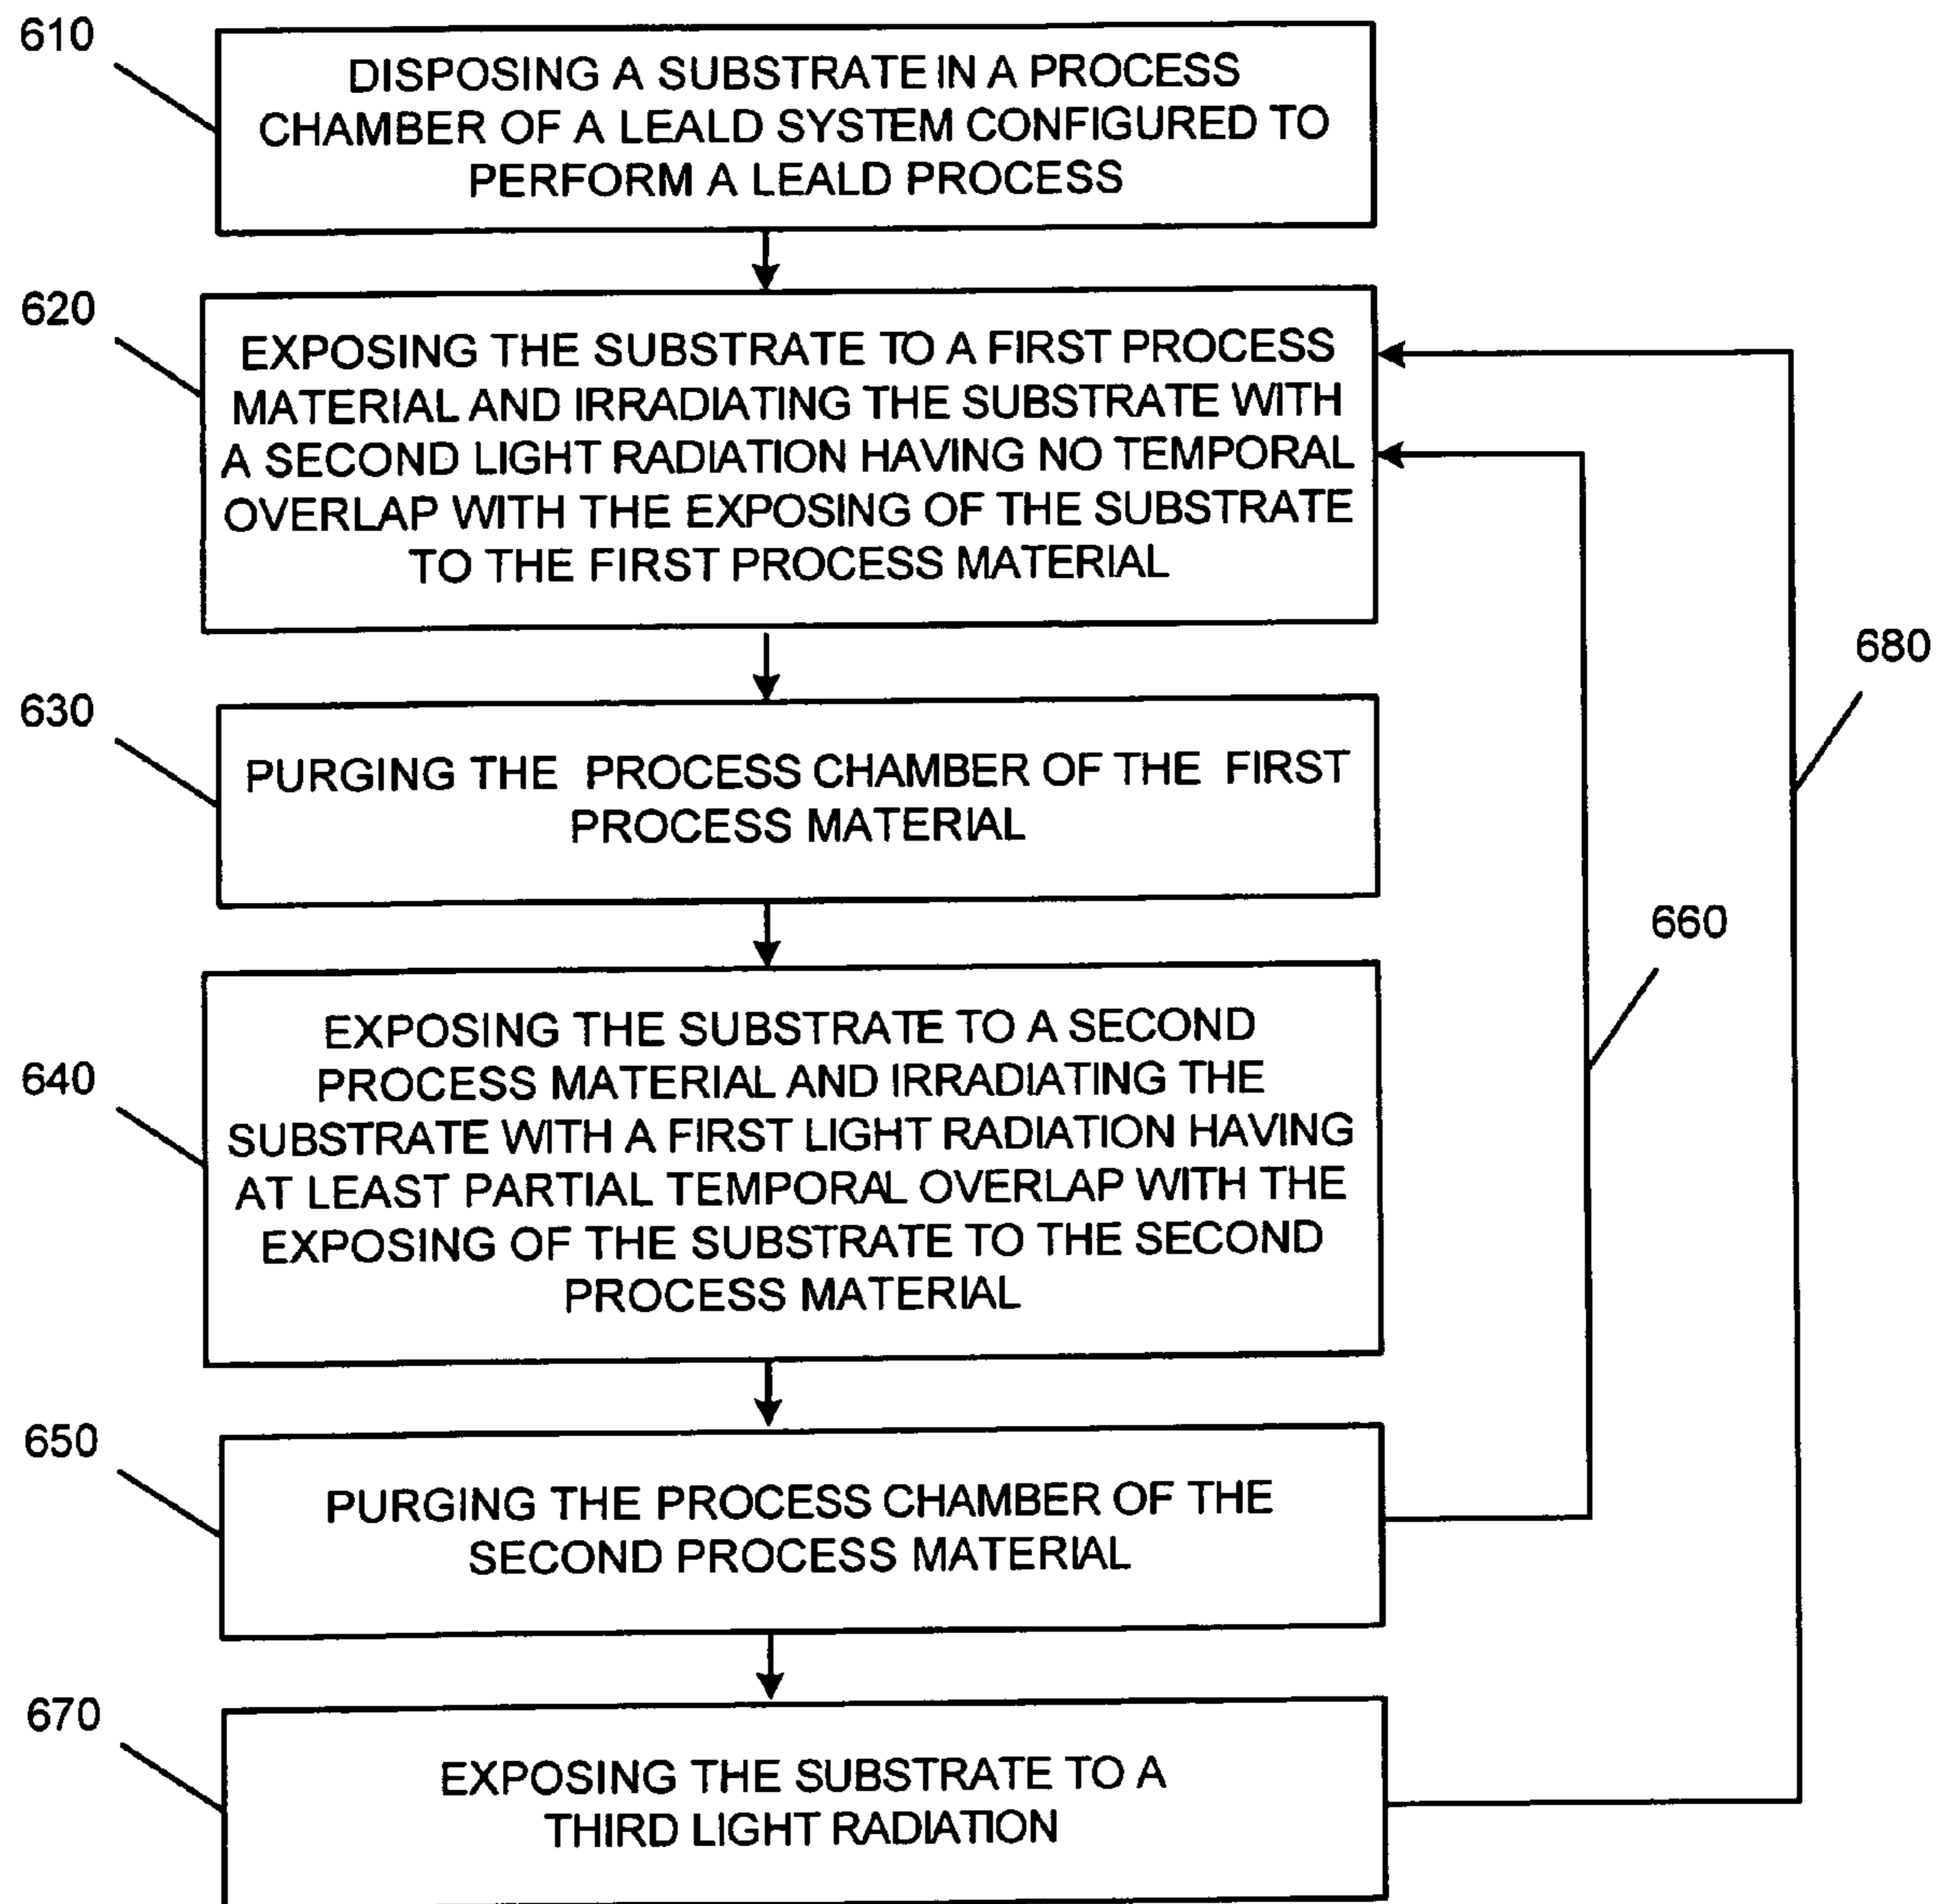 610
DISPOSING A SUBSTRATE IN A PROCESS
CHAMBER OF A LEALD SYSTEM CONFIGURED TO
PERFORM A LEALD PROCESS
620
EXPOSING THE SUBSTRATE TO A FIRST PROCESS
MATERIAL AND IRRADIATING THE SUBSTRATE WITH
A SECOND LIGHT RADIATION HAVING NO TEMPORAL
OVERLAP WITH THE EXPOSING OF THE SUBSTRATE
TO THE FIRST PROCESS MATERIAL
680
630
PURGING THE PROCESS CHAMBER OF THE FIRST
PROCESS MATERIAL
660
640
EXPOSING THE SUBSTRATE TO A SECOND
PROCESS MATERIAL AND IRRADIATING THE
SUBSTRATE WITH A FIRST LIGHT RADIATION HAVING
AT LEAST PARTIAL TEMPORAL OVERLAP WITH THE
EXPOSING OF THE SUBSTRATE TO THE SECOND
PROCESS MATERIAL
650
PURGING THE PROCESS CHAMBER OF THE
SECOND PROCESS MATERIAL
670
EXPOSING THE SUBSTRATE TO A
THIRD LIGHT RADIATION